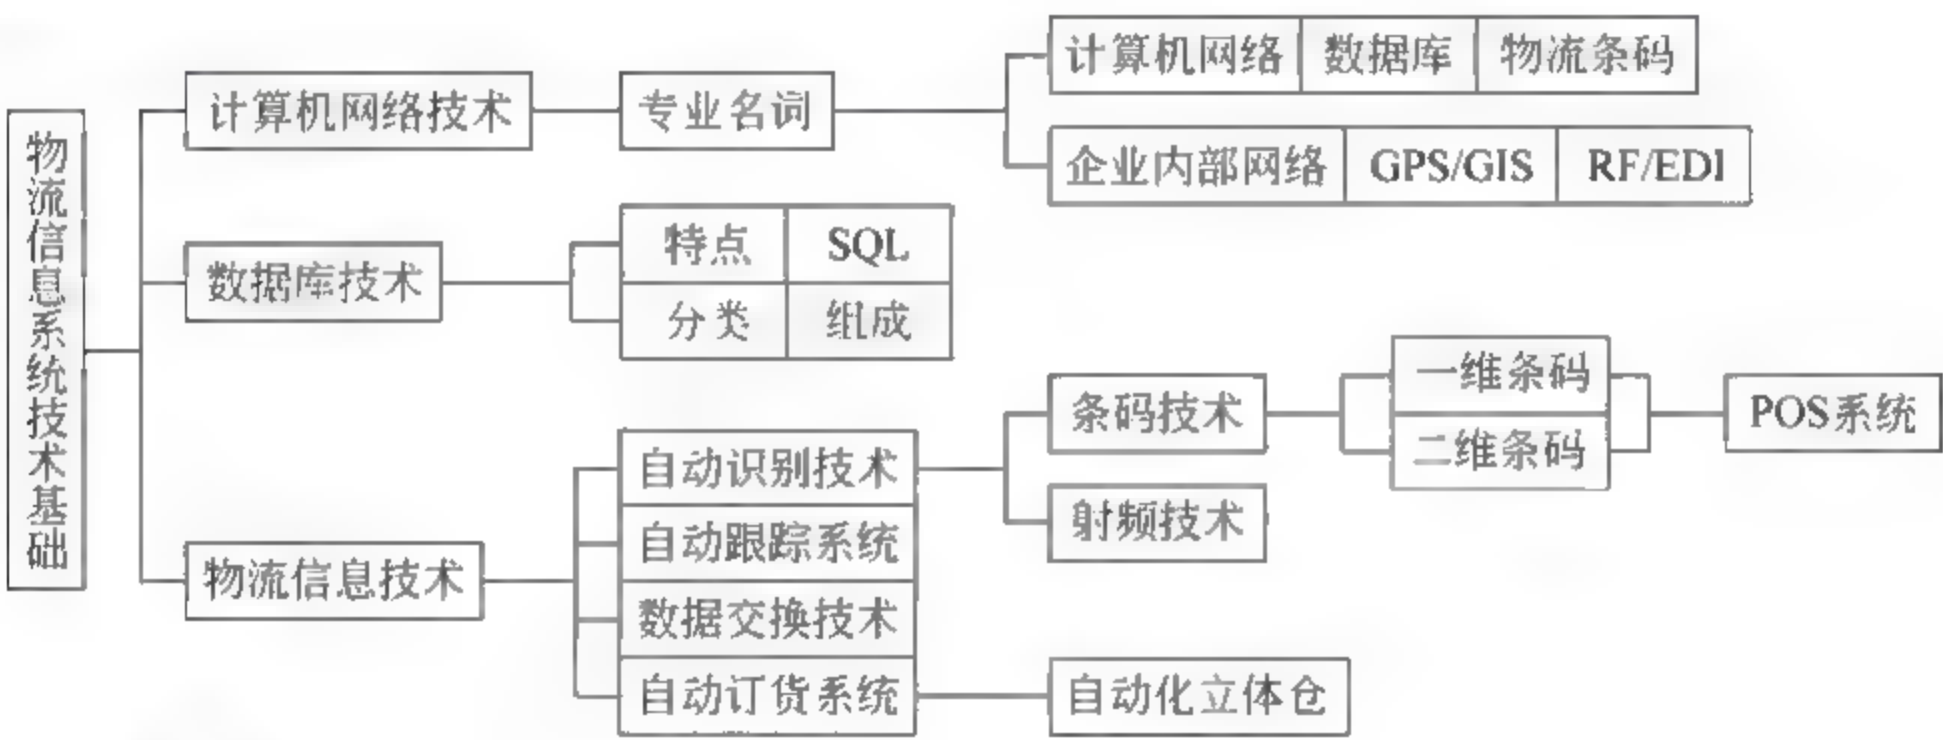 物流信息系统技术基础
计算机网络技术
专业名词
计算机网络 数据库 物流条码
企业内部网络 GPS/GIS RF/EDI
数据库技术
特点 SQL
分类 组成
物流信息技术
自动识别技术
自动跟踪系统
数据交换技术
自动订货系统
条码技术
射频技术
一维条码
二维条码
POS系统
自动化立体仓